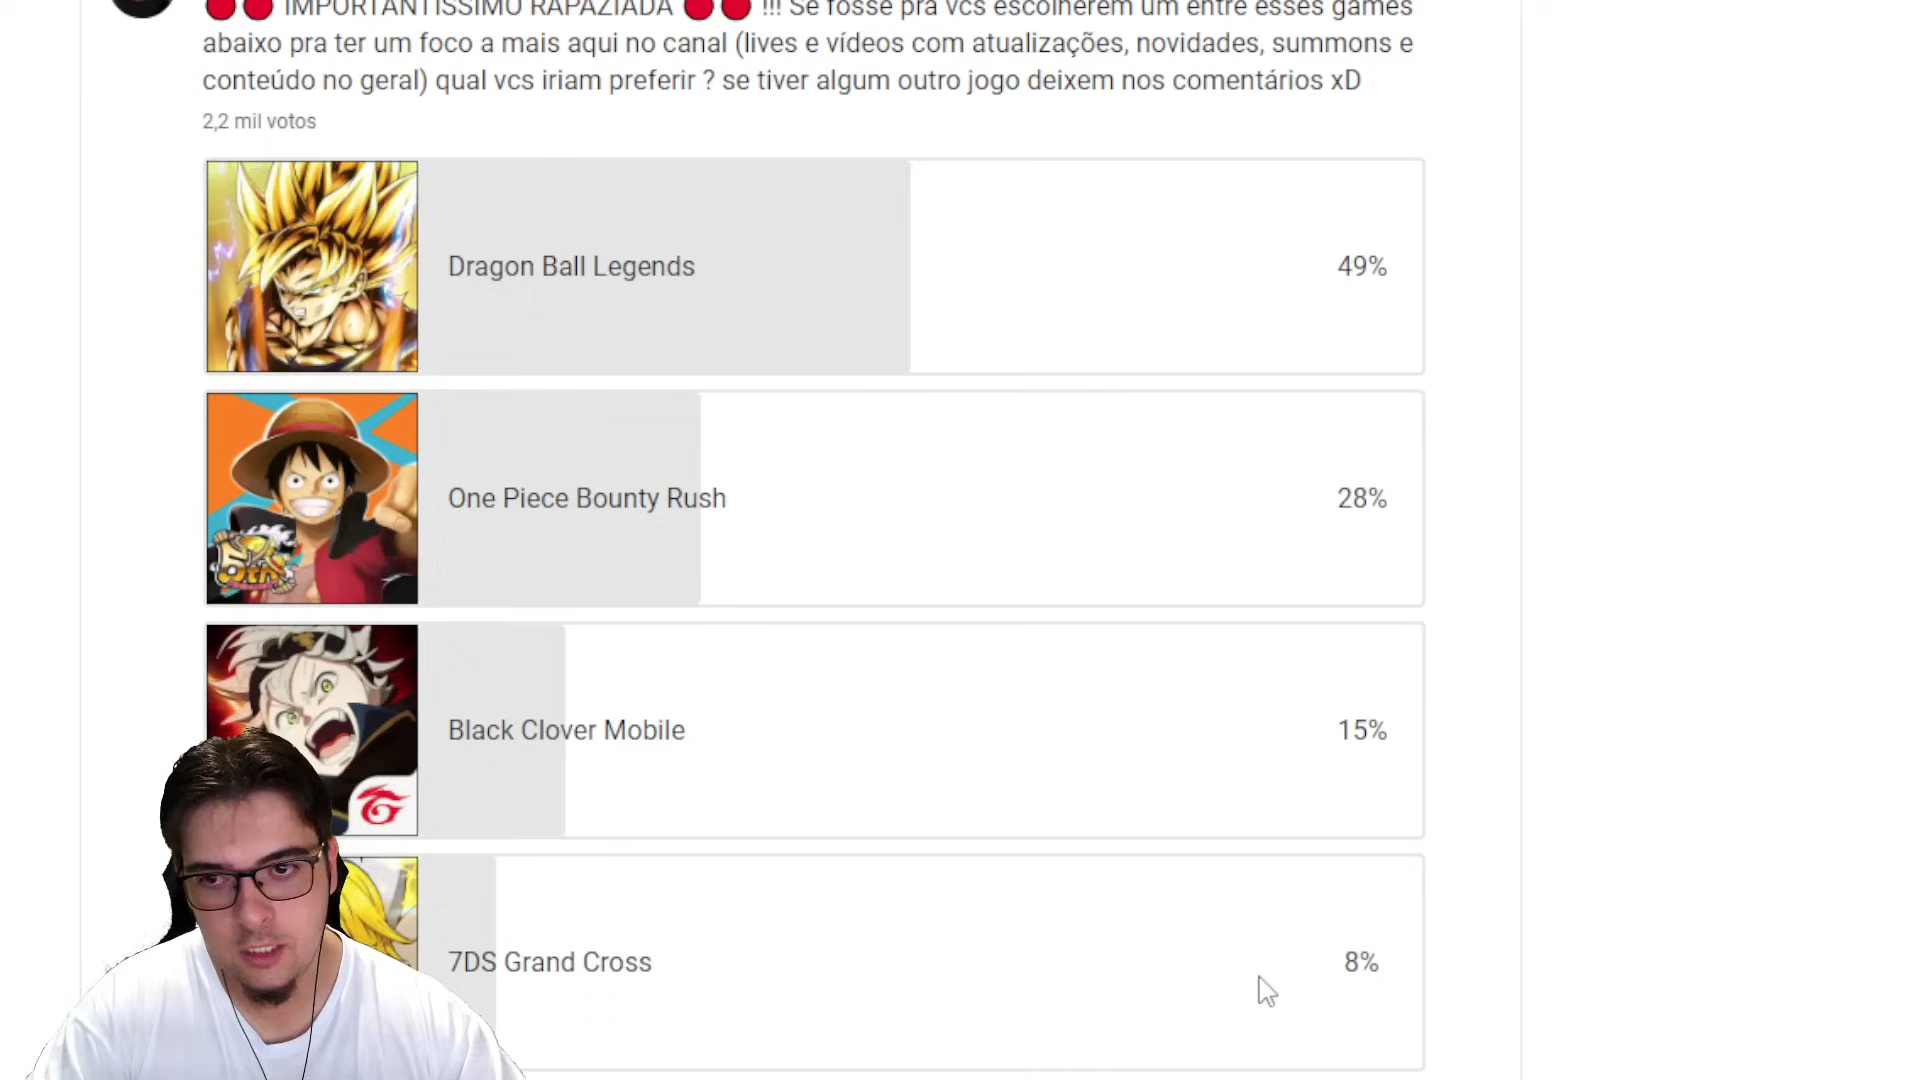 IMPORTANTÍSSIMO RAPAZIADA !!! Se fosse pra vcs escolherem um entre esses games
abaixo pra ter um foco a mais aqui no canal (lives e vídeos com atualizações, novidades, summons e
conteúdo no geral) qual vcs iriam preferir ? se tiver algum outro jogo deixem nos comentários xD
2,2 mil votos
Dragon Ball Legends
49%
One Piece Bounty Rush
28%
5th
Black Clover Mobile
15%
7DS Grand Cross
8%